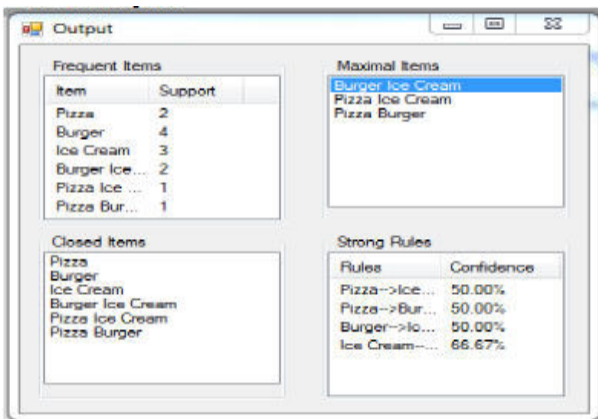 Output
Frequent Items
Item Support
Pizza 2
Burger 4
Ice Cream 3
Burger Ice... 2
Pizza Ice ... 1
Pizza Bur... 1
Maximal Items
Burger Ice Cream
Pizza Ice Cream
Pizza Burger
Closed Items
Pizza
Burger
Ice Cream
Burger Ice Cream
Pizza Ice Cream
Pizza Burger
Strong Rules
Rules Confidence
Pizza-->Ice... 50.00%
Pizza-->Bur... 50.00%
Burger-->Ic... 50.00%
Ice Cream--... 66.67%